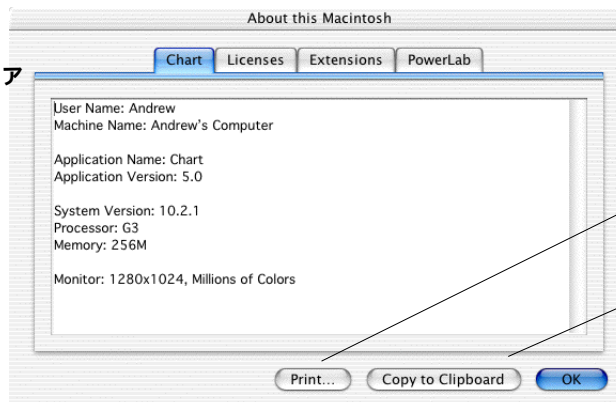 About this Macintosh
Chart Licenses Extensions PowerLab
ア
User Name: Andrew
Machine Name: Andrew's Computer
Application Name: Chart
Application Version: 5.0
System Version: 10.2.1
Processor: G3
Memory: 256M
Monitor: 1280x1024, Millions of Colors
Print... Copy to Clipboard OK